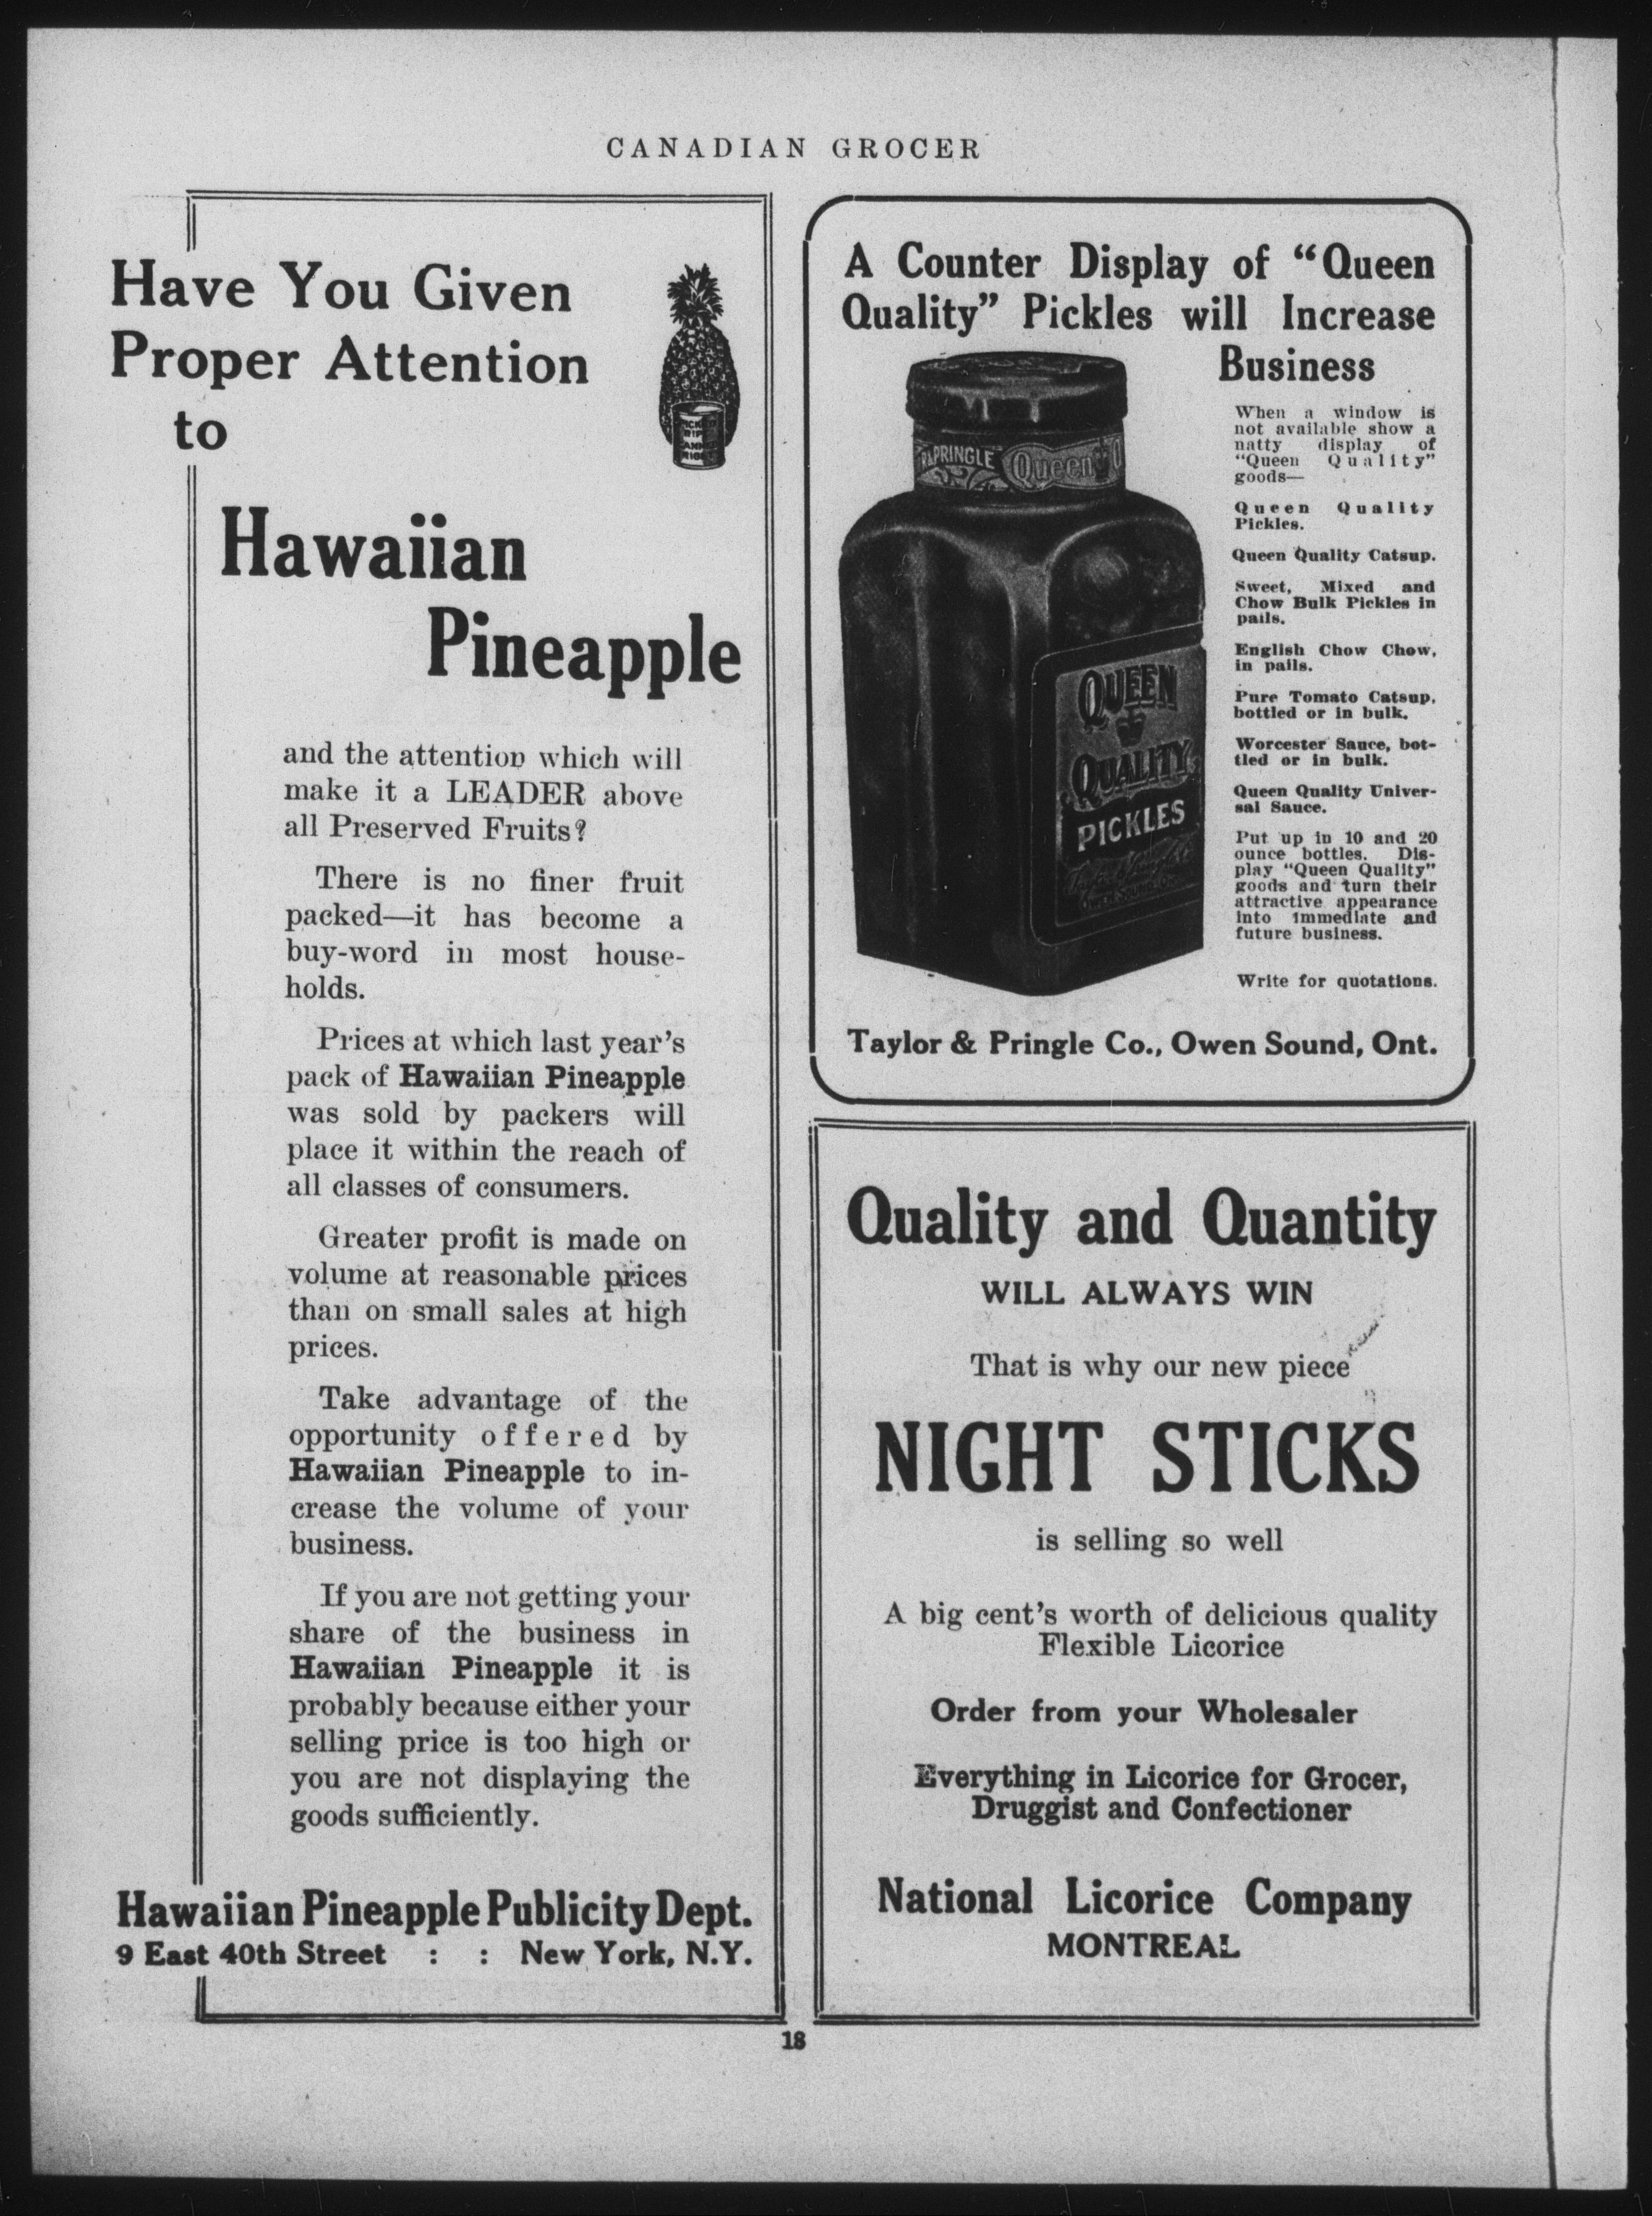 CANADIAN GROCER
Have You Given
Proper Attention
to
Hawaiian
Pineapple
and the attention which will
make it a LEADER above
all Preserved Fruits?
There is no finer fruit
packed—it has become a
buy-word in most house-
holds.
Prices at which last year's
pack of Hawaiian Pineapple
was sold by packers will
place it within the reach of
all classes of consumers.
Greater profit is made on
volume at reasonable prices
than on small sales at high
prices.
Take advantage of the
opportunity offered by
Hawaiian Pineapple to in-
crease the volume of your
business.
If you are not getting your
share of the business in
Hawaiian Pineapple it is
probably because either your
selling price is too high or
you are not displaying the
goods sufficiently.
Hawaiian Pineapple Publicity Dept.
9 East 40th Street : : New York, N.Y.
A Counter Display of "Queen
Quality" Pickles will Increase
Business
PRINGLE Queen
QUEEN
QUALITY
PICKLES
When a window is
not available show a
natty display of
"Queen Quality"
goods—
Queen Quality
Pickles.
Queen Quality Catsup.
Sweet, Mixed and
Chow Bulk Pickles in
pails.
English Chow Chow,
in pails.
Pure Tomato Catsup,
bottled or in bulk.
Worcester Sauce, bot-
tled or in bulk.
Queen Quality Univer-
sal Sauce.
Put up in 10 and 20
ounce bottles. Dis-
play "Queen Quality"
goods and turn their
attractive appearance
into immediate and
future business.
Write for quotations.
Taylor & Pringle Co., Owen Sound, Ont.
Quality and Quantity
WILL ALWAYS WIN
That is why our new piece
NIGHT STICKS
is selling so well
A big cent's worth of delicious quality
Flexible Licorice
Order from your Wholesaler
Everything in Licorice for Grocer,
Druggist and Confectioner
National Licorice Company
MONTREAL
18